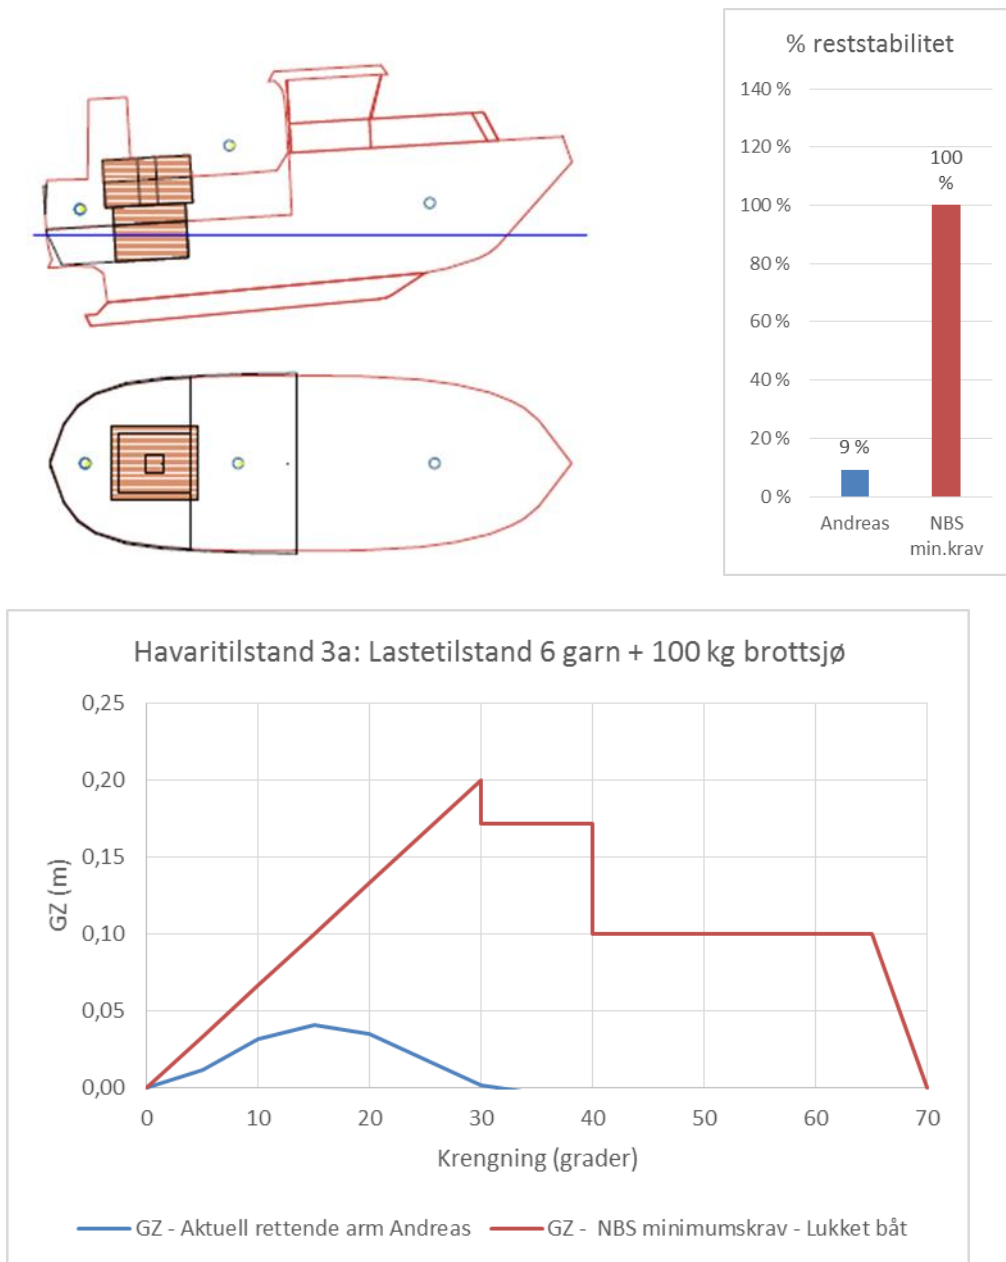 % reststabilitet
140 %
120 %
100 %
80 %
60 %
40 %
20 %
0 %
9 %
100
%
Andreas
NBS
min.krav
Havaritilstand 3a: Lastetilstand 6 garn + 100 kg brottsjø
GZ (m)
0,25
0,20
0,15
0,10
0,05
0,00
0 10 20 30 40 50 60 70
Krengning (grader)
GZ - Aktuell rettende arm Andreas GZ - NBS minimumskrav - Lukket båt